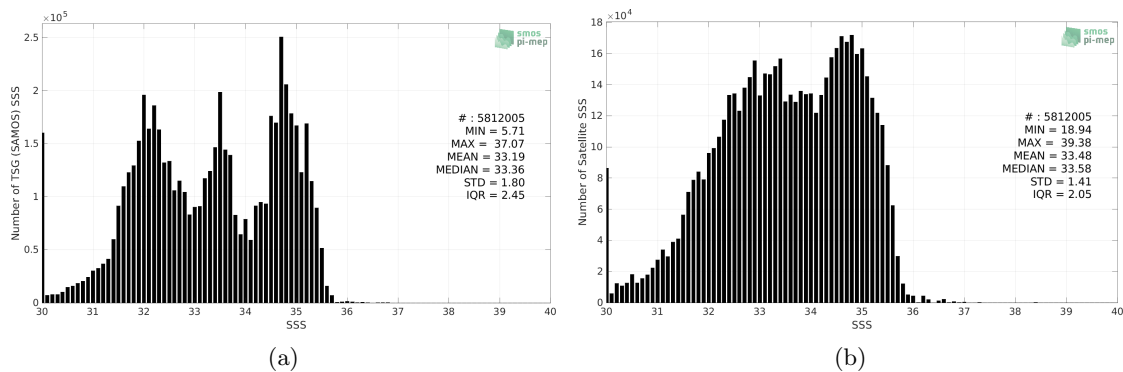 ×10⁵
2.5
2
1.5
1
0.5
0
Number of TSG (SAMOS) SSS
30 31 32 33 34 35 36 37 38 39 40
SSS
smos
pi-mep
# : 5812005
MIN = 5.71
MAX = 37.07
MEAN = 33.19
MEDIAN = 33.36
STD = 1.80
IQR = 2.45
(a)
×10⁴
18
16
14
12
10
8
6
4
2
0
Number of Satellite SSS
30 31 32 33 34 35 36 37 38 39 40
SSS
smos
pi-mep
# : 5812005
MIN = 18.94
MAX = 39.38
MEAN = 33.48
MEDIAN = 33.58
STD = 1.41
IQR = 2.05
(b)